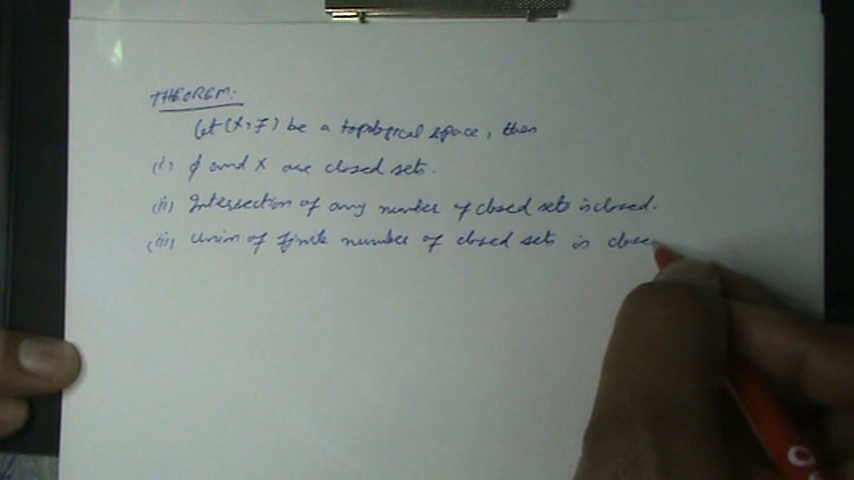 THEOREM:
Let (X, T) be a topological space, then
(i) φ and X are closed sets.
(ii) Intersection of any number of closed sets is closed.
(iii) Union of finite number of closed sets is close